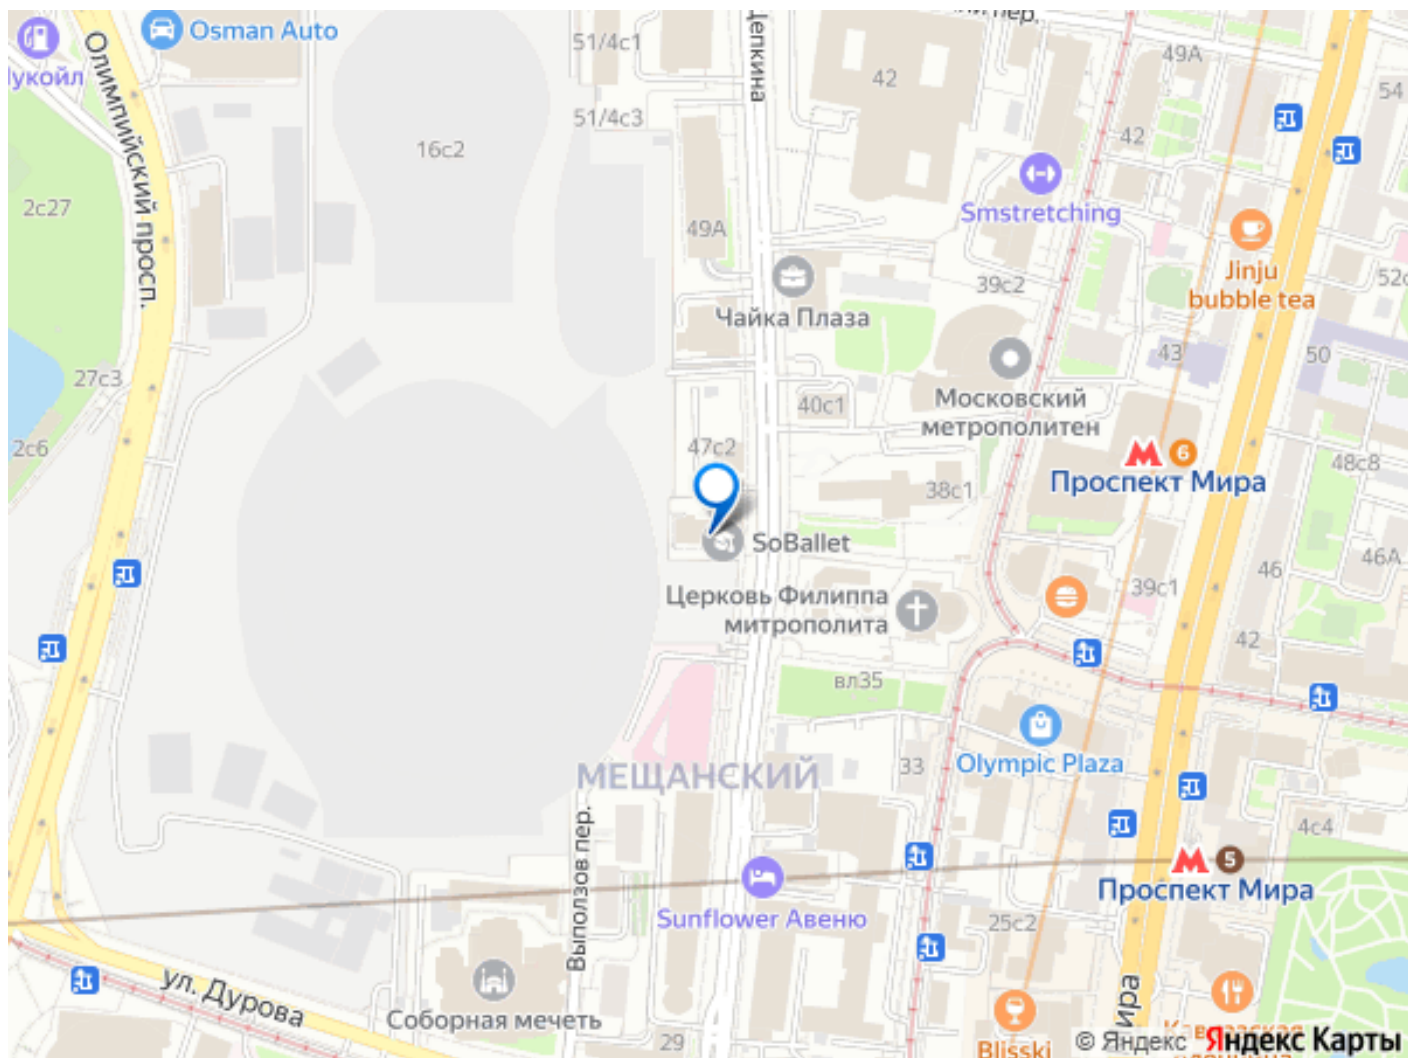 Osman Auto
Олимпийский просп.
51/4с1
Щепкина
42
49А
54
16с2
51/4с3
42
2с27
Smstretching
49А
39с2
Jinju
bubble tea
Чайка Плаза
43
50
27с3
40с1
Московский
метрополитен
2с6
47с2
6
Проспект Мира
48с8
38с1
SoBallet
46А
46
39с1
Церковь Филиппа
митрополита
42
вл35
МЕЩАНСКИЙ
33
Olympic Plaza
4с4
Выползов пер.
5
Проспект Мира
Sunflower Авеню
25с2
ул. Дурова
Соборная мечеть
29
Blisski
© Яндекс Яндекс Карты